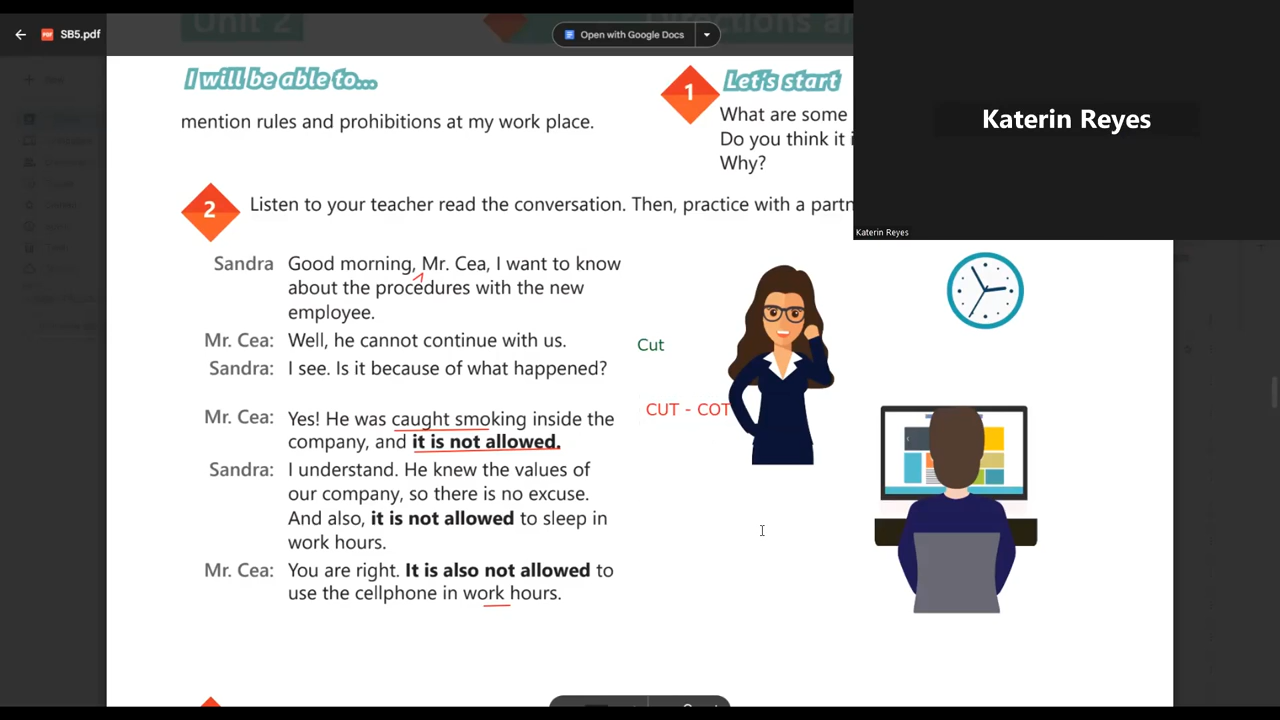 Unit 2
Directions a
SB5.pdf
Open with Google Docs
I will be able to...
Let's start
1
mention rules and prohibitions at my work place.
What are some
Do you think it i
Why?
Katerin Reyes
Katerin Reyes
2
Listen to your teacher read the conversation. Then, practice with a partn
Sandra Good morning, Mr. Cea, I want to know
about the procedures with the new
employee.
Mr. Cea: Well, he cannot continue with us.
Sandra: I see. Is it because of what happened?
Mr. Cea: Yes! He was caught smoking inside the
company, and it is not allowed.
Sandra: I understand. He knew the values of
our company, so there is no excuse.
And also, it is not allowed to sleep in
work hours.
Mr. Cea: You are right. It is also not allowed to
use the cellphone in work hours.
Cut
CUT - COT